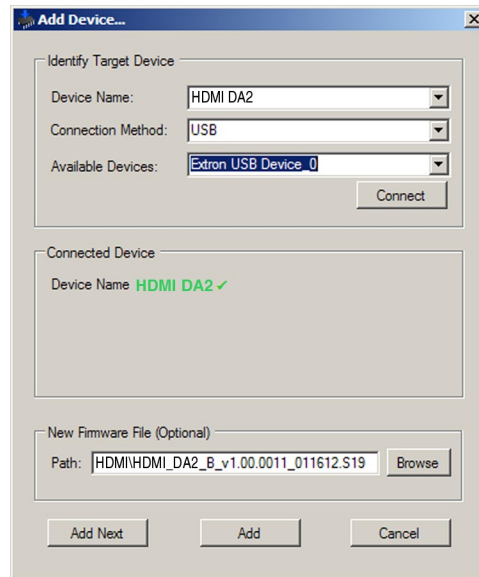 Add Device...
Identify Target Device
Device Name: HDMI DA2
Connection Method: USB
Available Devices: Extron USB Device_0
Connect
Connected Device
Device Name HDMI DA2 ✓
New Firmware File (Optional)
Path: HDMI\HDMI_DA2_B_v1.00.0011_011612.S19 Browse
Add Next Add Cancel